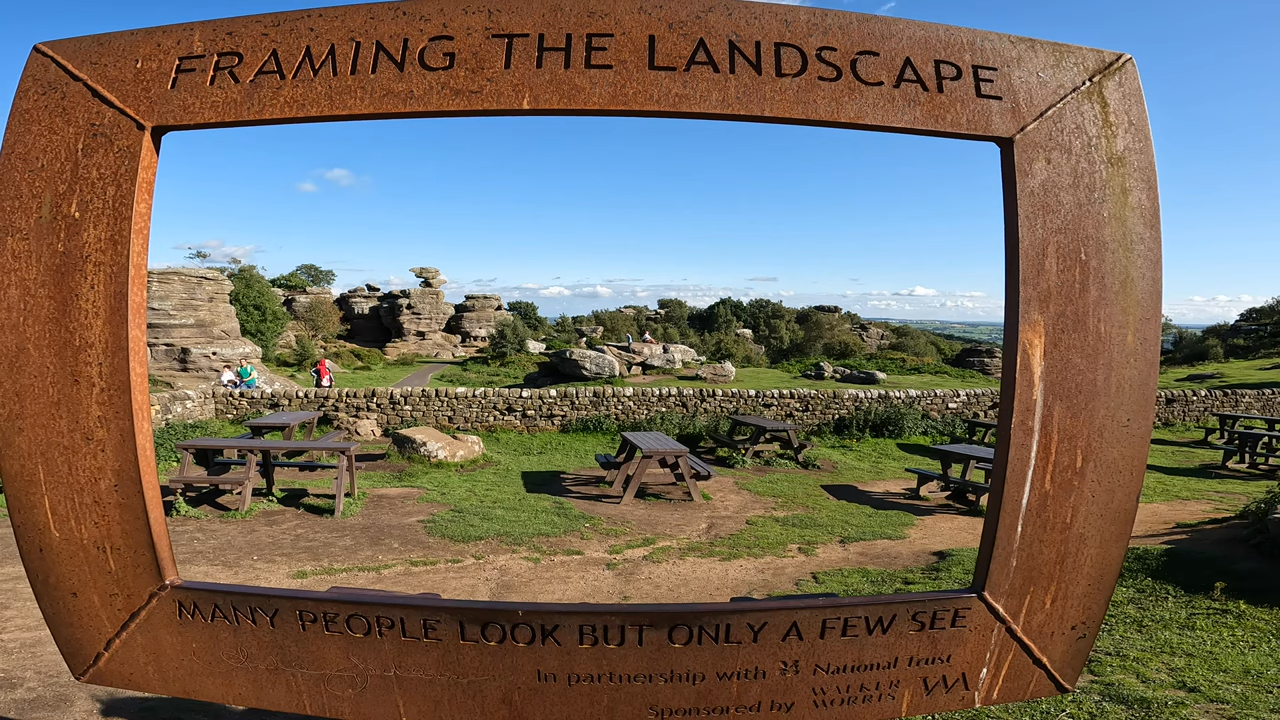 FRAMING THE LANDSCAPE
MANY PEOPLE LOOK BUT ONLY A FEW SEE
In partnership with National Trust
Sponsored by WALKER MORRIS WM